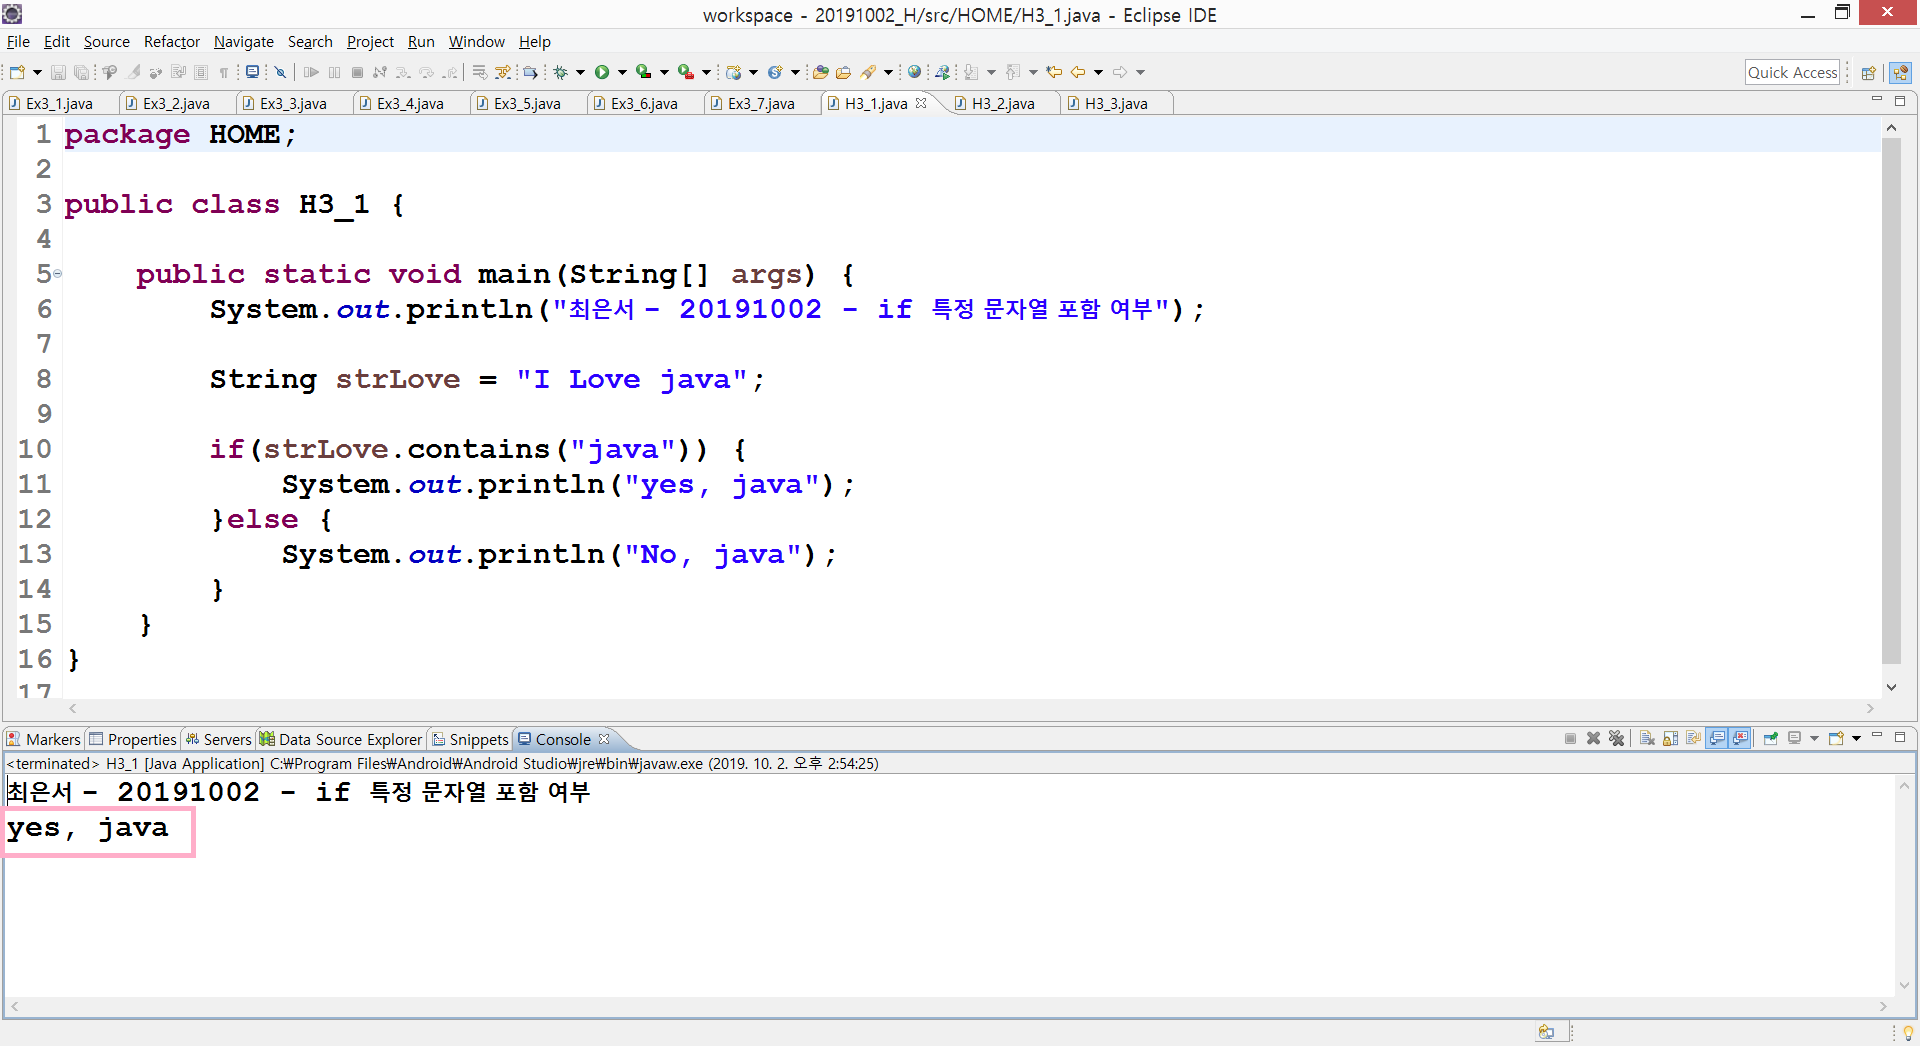 workspace - 20191002_H/src/HOME/H3_1.java - Eclipse IDE
File Edit Source Refactor Navigate Search Project Run Window Help
Quick Access
Ex3_1.java Ex3_2.java Ex3_3.java Ex3_4.java Ex3_5.java Ex3_6.java Ex3_7.java H3_1.java H3_2.java H3_3.java
1 package HOME;
2
3 public class H3_1 {
4
5 public static void main(String[] args) {
6 System.out.println("최은서 - 20191002 - if 특정 문자열 포함 여부");
7
8 String strLove = "I Love java";
9
10 if(strLove.contains("java")) {
11 System.out.println("yes, java");
12 }else {
13 System.out.println("No, java");
14 }
15 }
16 }
17
Markers Properties Servers Data Source Explorer Snippets Console
<terminated> H3_1 [Java Application] C:₩Program Files₩Android₩Android Studio₩jre₩bin₩javaw.exe (2019. 10. 2. 오후 2:54:25)
최은서 - 20191002 - if 특정 문자열 포함 여부
yes, java